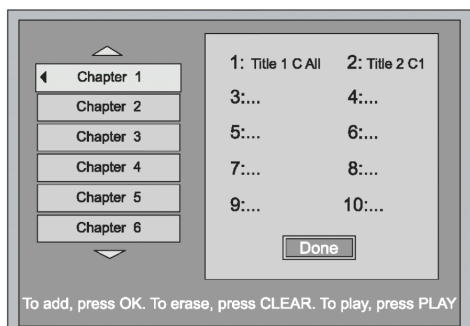 Chapter 1
Chapter 2
Chapter 3
Chapter 4
Chapter 5
Chapter 6
1: Title 1 C All 2: Title 2 C1
3:... 4:...
5:... 6:...
7:... 8:...
9:... 10:...
Done
To add, press OK. To erase, press CLEAR. To play, press PLAY